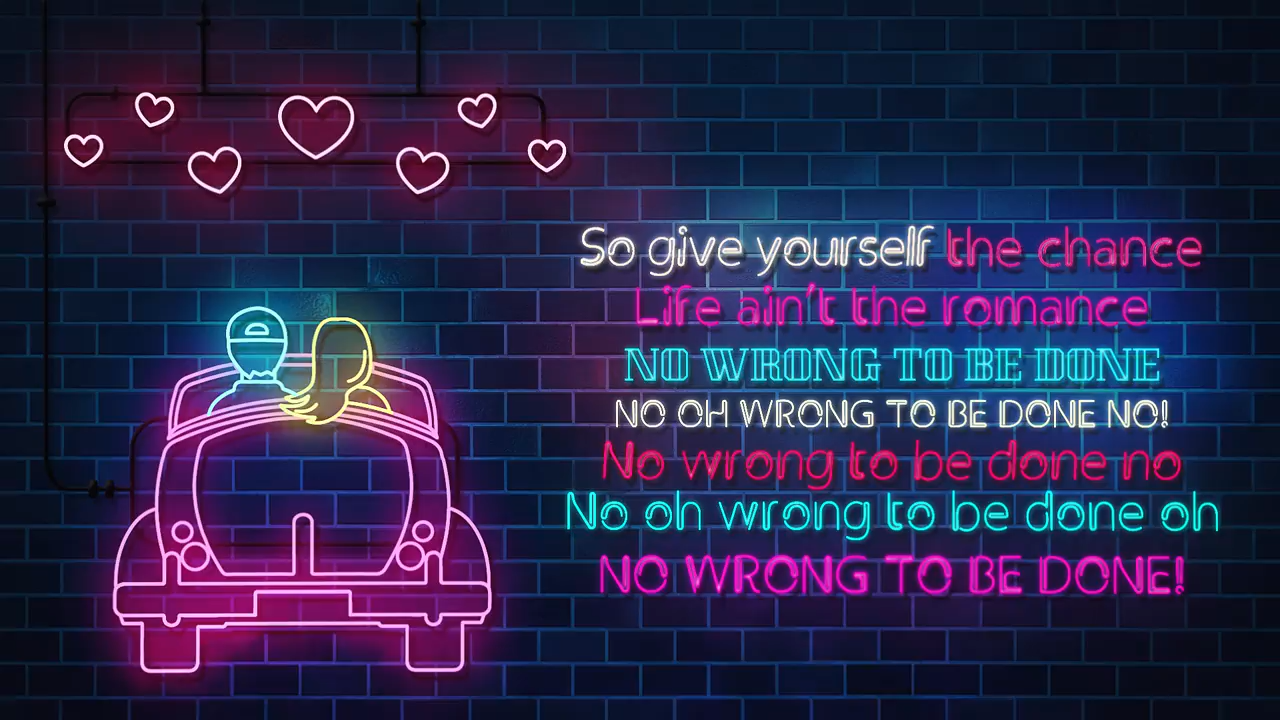 So give yourself the chance
Life ain't the romance
NO WRONG TO BE DONE
NO OH WRONG TO BE DONE NO!
No wrong to be done no
No oh wrong to be done oh
NO WRONG TO BE DONE!